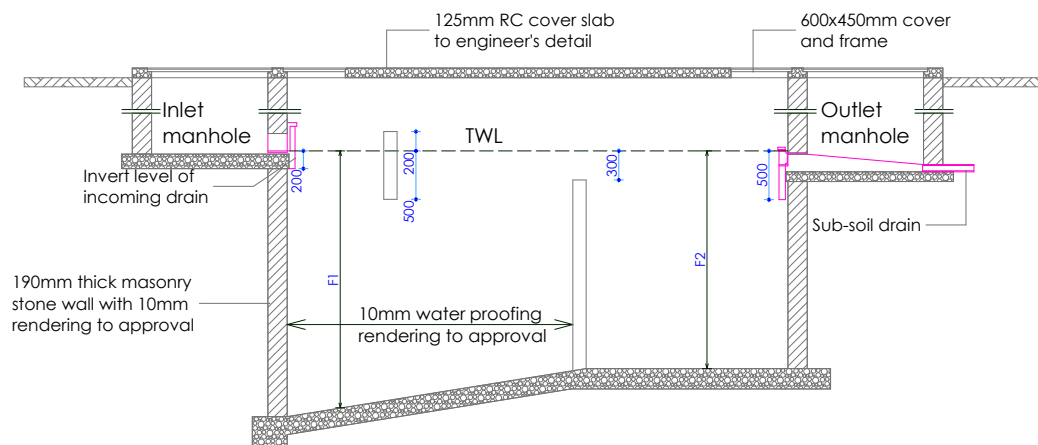 125mm RC cover slab
to engineer's detail
600x450mm cover
and frame
Inlet
manhole
TWL
Outlet
manhole
200
300
500
Invert level of
incoming drain
200
500
Sub-soil drain
F1
F2
190mm thick masonry
stone wall with 10mm
rendering to approval
10mm water proofing
rendering to approval